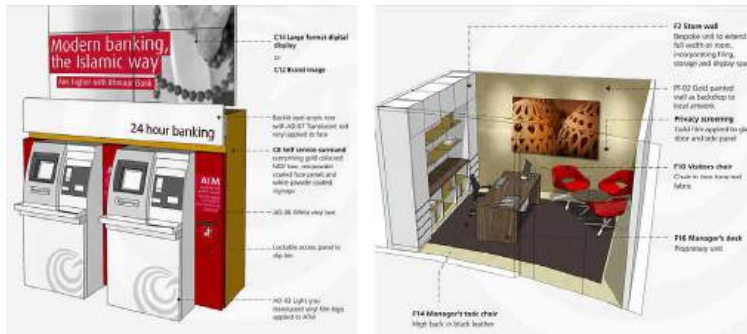 Modern banking,
the Islamic way
Aim higher with Ithmaar Bank
24 hour banking
ATM
C14 Large format digital
display
or
C12 Brand image
Backlit opal acrylic nose
with AD-07 Translucent red
vinyl applied to face
C8 Self service surround
comprising gold coloured
MDF box, red powder
coated face panels and
white powder coated
signage
AD-06 White vinyl text
Lockable access panel to
slip bin
AD-03 Light grey
translucent vinyl film logo
applied to ATM
F2 Store wall
Bespoke unit to extend
full width of room,
incorporating filing,
storage and display space
PT-02 Gold painted
wall as backdrop to
local artwork
Privacy screening
Gold film applied to glass
door and side panel
F10 Visitors chair
Chair in two tone red
fabric
F16 Manager's desk
Proprietary unit
F14 Manager's task chair
High back in black leather